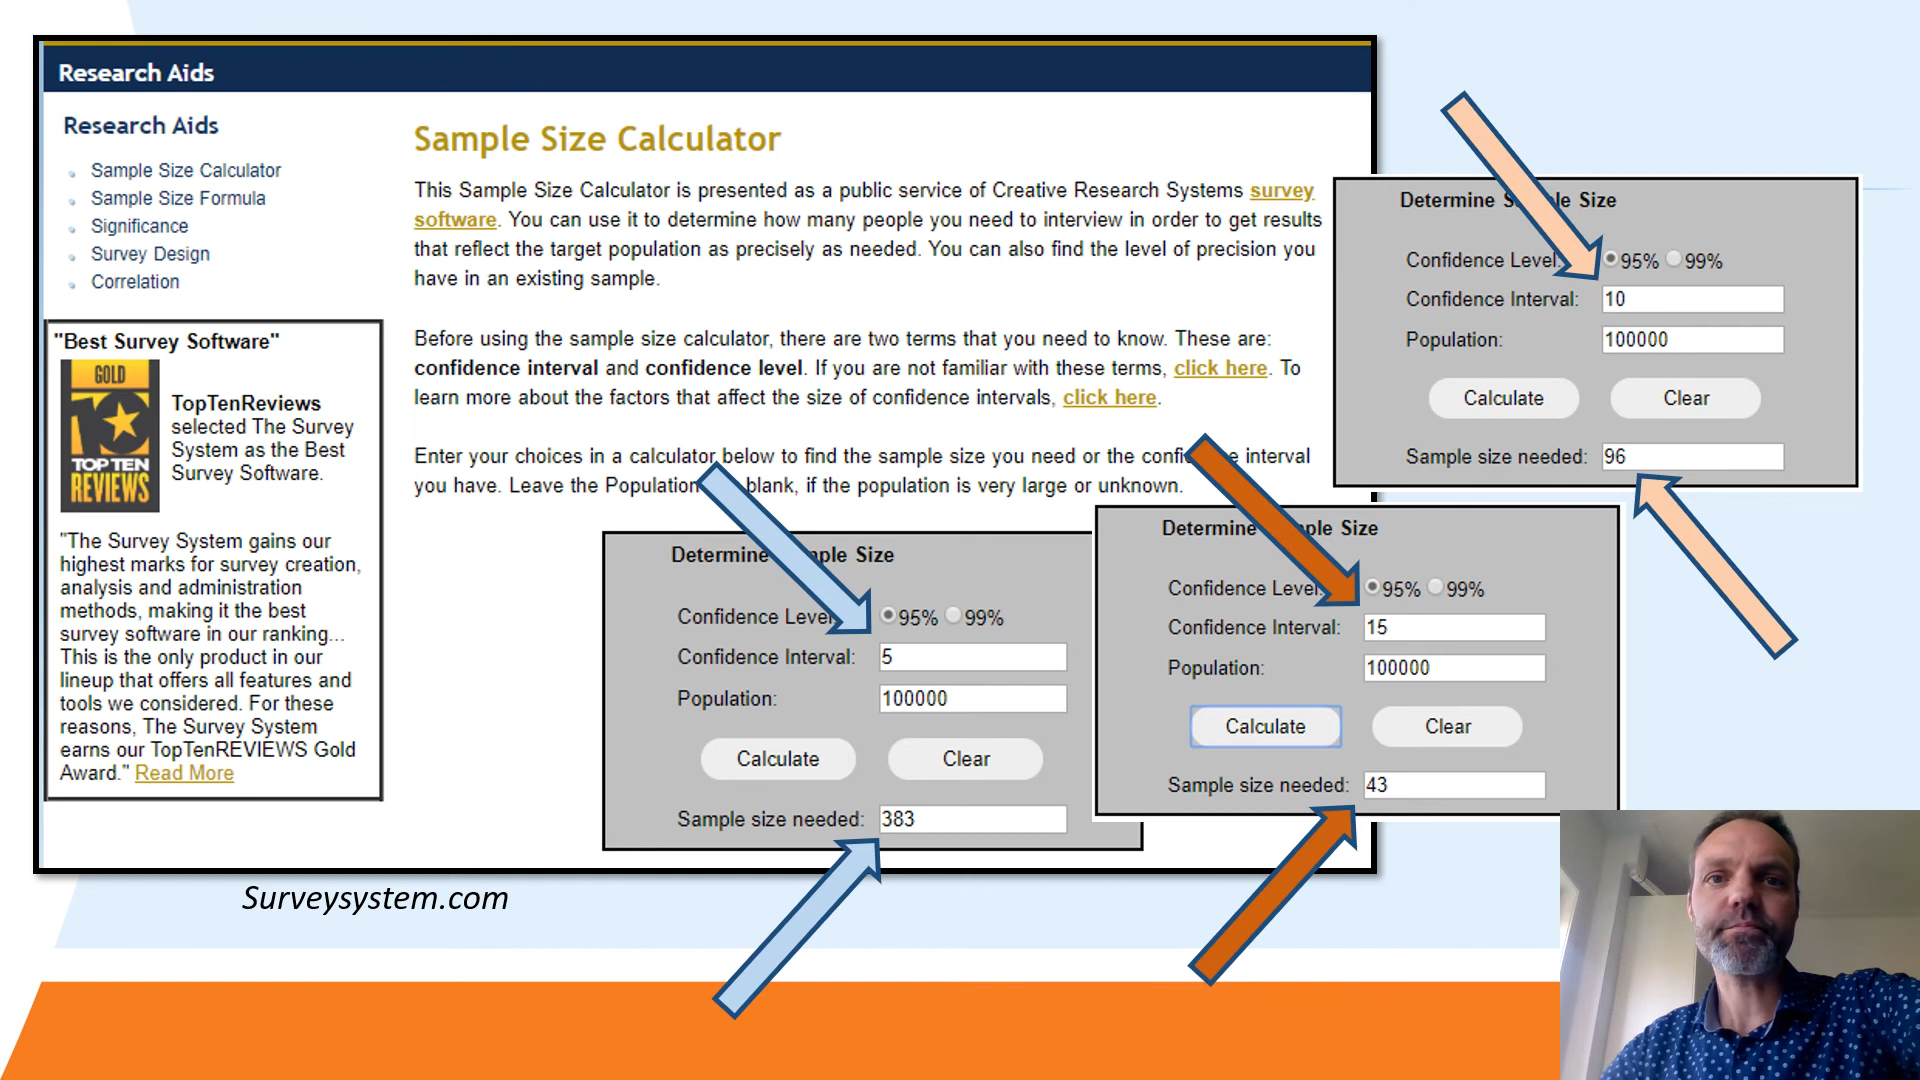 Research Aids
Research Aids
Sample Size Calculator
Sample Size Formula
Significance
Survey Design
Correlation
"Best Survey Software"
GOLD
10
TOP TEN
REVIEWS
TopTenReviews
selected The Survey
System as the Best
Survey Software.
"The Survey System gains our
highest marks for survey creation,
analysis and administration
methods, making it the best
survey software in our ranking...
This is the only product in our
lineup that offers all features and
tools we considered. For these
reasons, The Survey System
earns our TopTenREVIEWS Gold
Award." Read More
Sample Size Calculator
This Sample Size Calculator is presented as a public service of Creative Research Systems survey
software. You can use it to determine how many people you need to interview in order to get results
that reflect the target population as precisely as needed. You can also find the level of precision you
have in an existing sample.
Before using the sample size calculator, there are two terms that you need to know. These are:
confidence interval and confidence level. If you are not familiar with these terms, click here. To
learn more about the factors that affect the size of confidence intervals, click here.
Enter your choices in a calculator below to find the sample size you need or the interval
you have. Leave the Population blank, if the population is very large or unknown.
Determine Size
Confidence Level: 95% 99%
Confidence Interval: 5
Population: 100000
Calculate Clear
Sample size needed: 383
Determine Size
Confidence Level: 95% 99%
Confidence Interval: 15
Population: 100000
Calculate Clear
Sample size needed: 43
Determine Size
Confidence Level: 95% 99%
Confidence Interval: 10
Population: 100000
Calculate Clear
Sample size needed: 96
Surveysystem.com